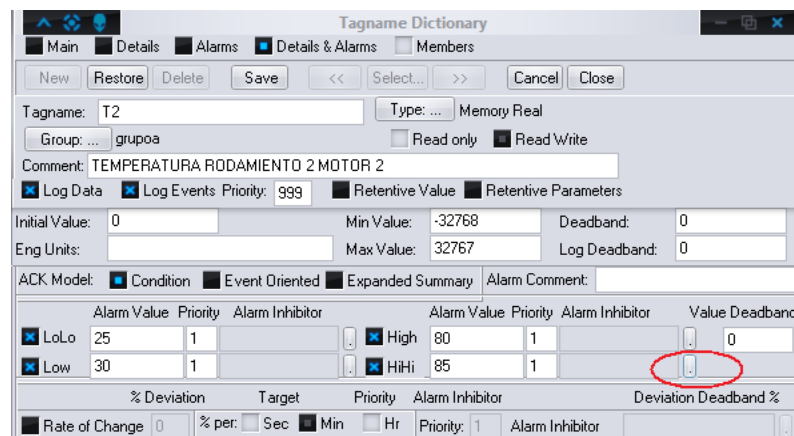 Tagname Dictionary
Main Details Alarms Details & Alarms Members
New Restore Delete Save << Select... >> Cancel Close
Tagname: T2 Type: ... Memory Real
Group: ... grupoa Read only Read Write
Comment: TEMPERATURA RODAMIENTO 2 MOTOR 2
Log Data Log Events Priority: 999 Retentive Value Retentive Parameters
Initial Value: 0 Min Value: -32768 Deadband: 0
Eng Units: Max Value: 32767 Log Deadband: 0
ACK Model: Condition Event Oriented Expanded Summary Alarm Comment:
Alarm Value Priority Alarm Inhibitor Alarm Value Priority Alarm Inhibitor Value Deadband
LoLo 25 1 . High 80 1 . 0
Low 30 1 . HiHi 85 1 .
% Deviation Target Priority Alarm Inhibitor Deviation Deadband %
Rate of Change 0 % per: Sec Min Hr Priority: 1 Alarm Inhibitor .